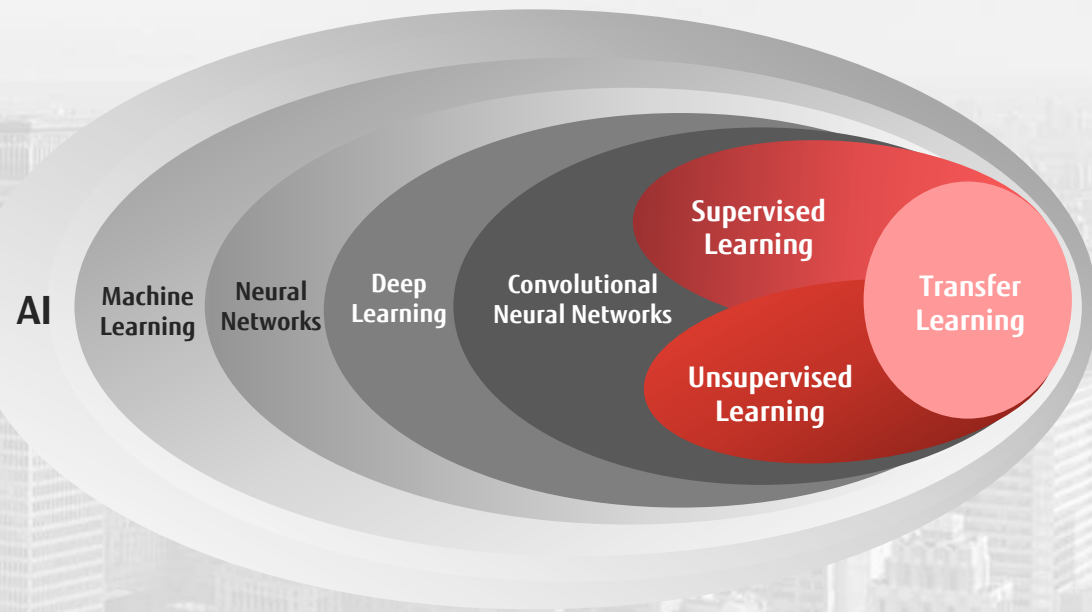 AI
Machine
Learning
Neural
Networks
Deep
Learning
Convolutional
Neural Networks
Supervised
Learning
Unsupervised
Learning
Transfer
Learning